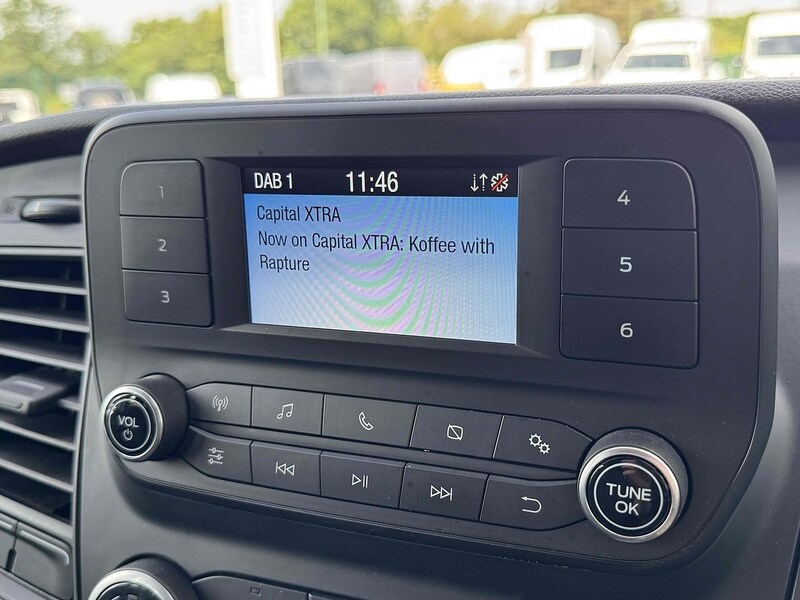 DAB 1 11:46
Capital XTRA
Now on Capital XTRA: Koffee with
Rapture
1
2
3
4
5
6
VOL
TUNE
OK